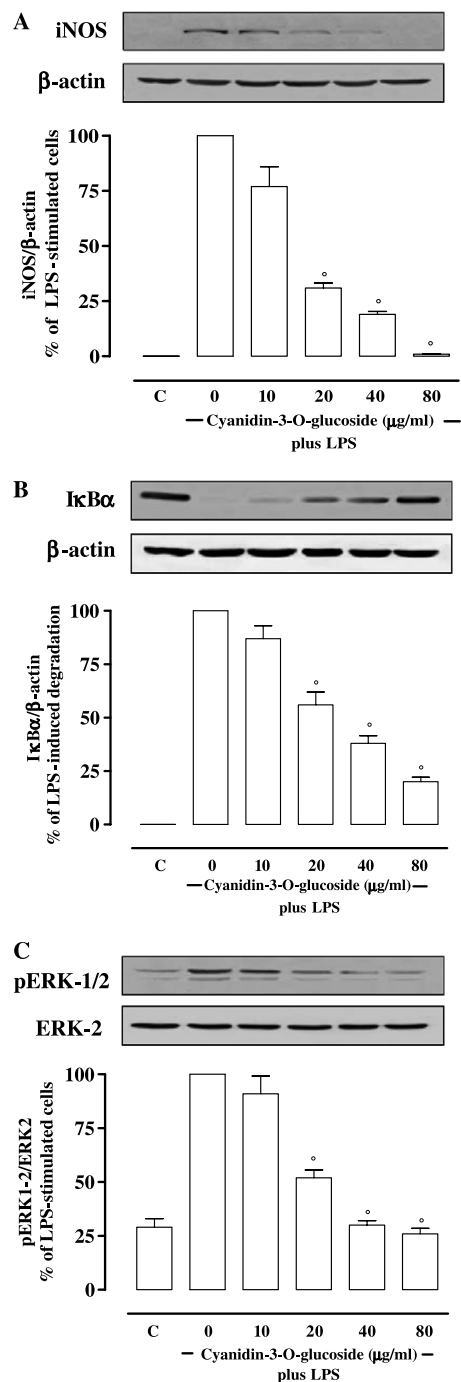 A
iNOS
β-actin
100
75
50
25
0
iNOS/β-actin
% of LPS-stimulated cells
C 0 10 20 40 80
Cyanidin-3-O-glucoside (μg/ml)
plus LPS
B
IκBα
β-actin
100
75
50
25
0
IκBα/β-actin
% of LPS-induced degradation
C 0 10 20 40 80
Cyanidin-3-O-glucoside (μg/ml)
plus LPS
C
pERK-1/2
ERK-2
100
75
50
25
0
pERK1-2/ERK2
% of LPS-stimulated cells
C 0 10 20 40 80
Cyanidin-3-O-glucoside (μg/ml)
plus LPS